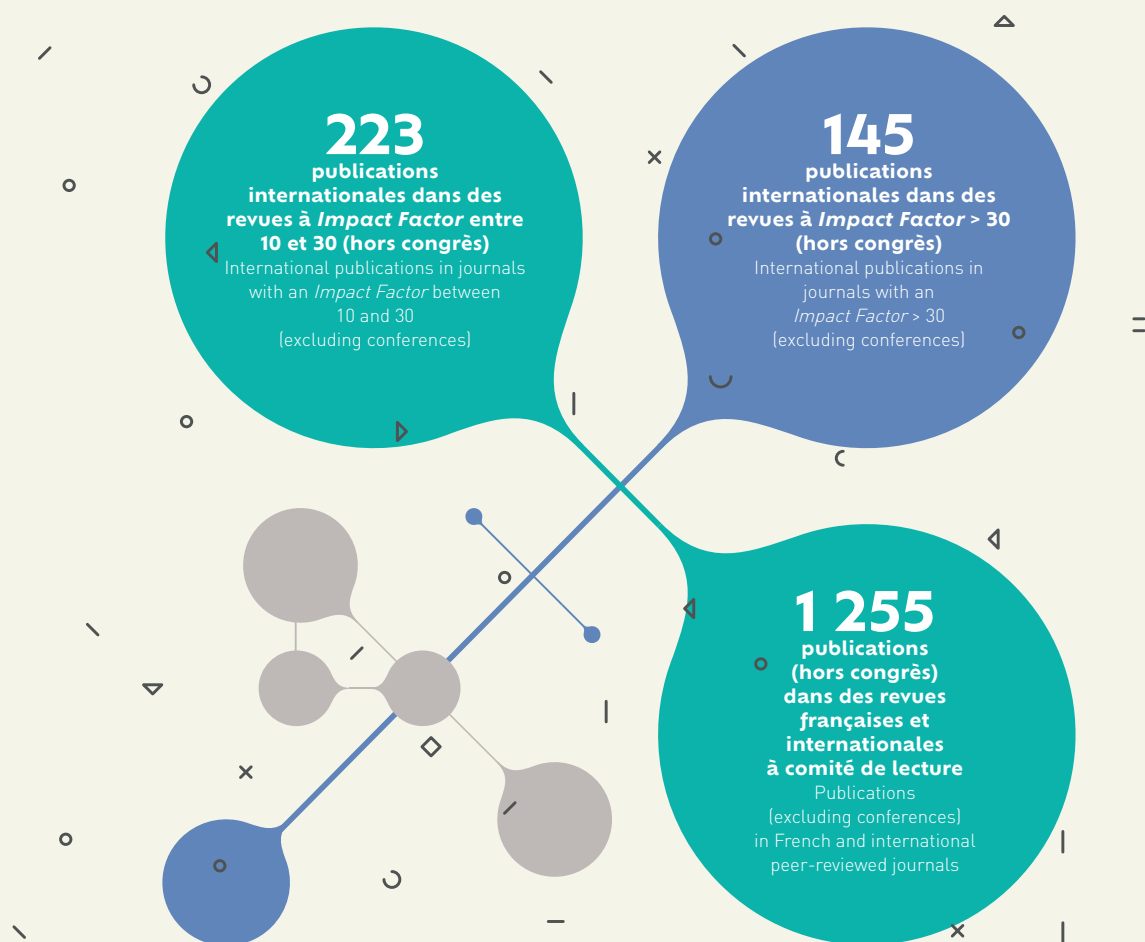 223
publications
internationales dans des
revues à Impact Factor entre
10 et 30 (hors congrès)
International publications in journals
with an Impact Factor between
10 and 30
(excluding conferences)
145
publications
internationales dans des
revues à Impact Factor > 30
(hors congrès)
International publications in
journals with an
Impact Factor > 30
(excluding conferences)
1 255
publications
(hors congrès)
dans des revues
françaises et
internationales
à comité de lecture
Publications
(excluding conferences)
in French and international
peer-reviewed journals